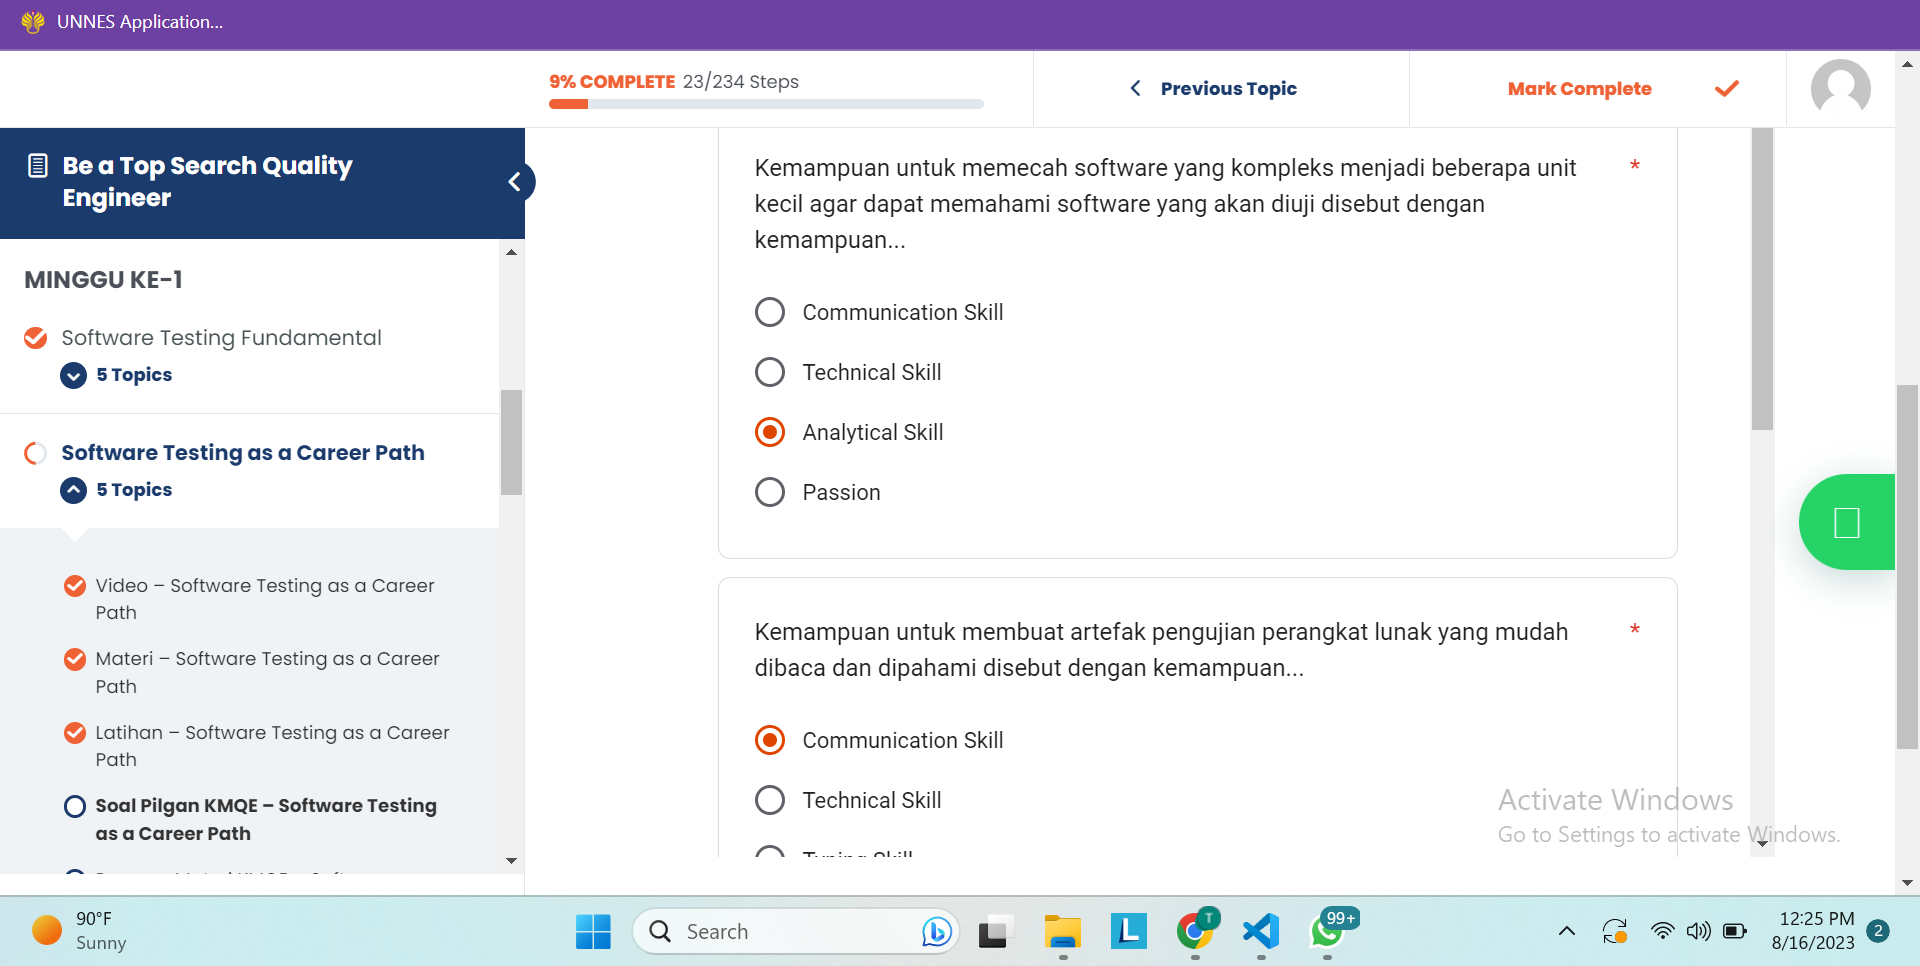 UNNES Application...
9% COMPLETE 23/234 Steps
Previous Topic
Mark Complete
Be a Top Search Quality
Engineer
MINGGU KE-1
Software Testing Fundamental
5 Topics
Software Testing as a Career Path
5 Topics
Video – Software Testing as a Career
Path
Materi – Software Testing as a Career
Path
Latihan – Software Testing as a Career
Path
Soal Pilgan KMQE – Software Testing
as a Career Path
Kemampuan untuk memecah software yang kompleks menjadi beberapa unit *
kecil agar dapat memahami software yang akan diuji disebut dengan
kemampuan...
Communication Skill
Technical Skill
Analytical Skill
Passion
Kemampuan untuk membuat artefak pengujian perangkat lunak yang mudah *
dibaca dan dipahami disebut dengan kemampuan...
Communication Skill
Technical Skill
Typing Skill
Activate Windows
Go to Settings to activate Windows.
90°F
Sunny
Search
T
99+
12:25 PM
8/16/2023
2